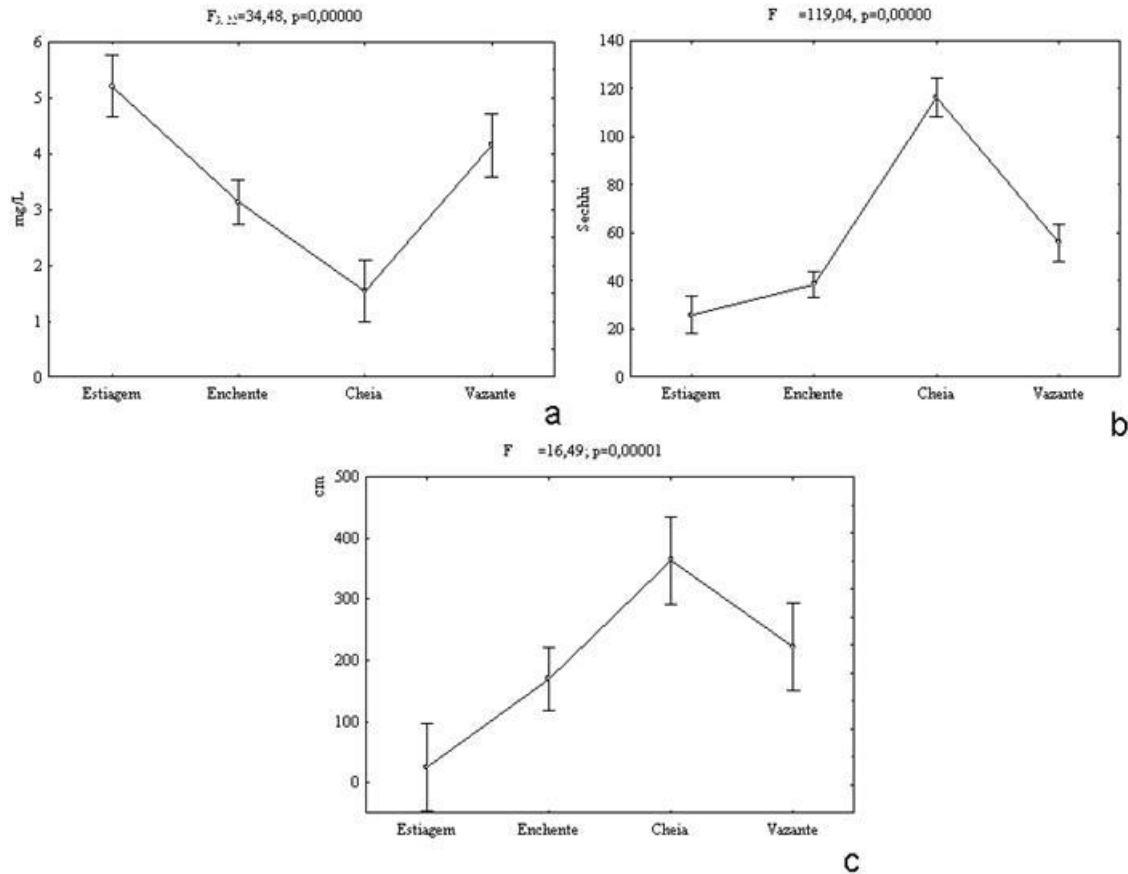 =34,48, p=0,00000
6
5
4
3
2
1
0
mg/L
Estiagem Enchente Cheia Vazante
a
F =119,04, p=0,00000
140
120
100
80
60
40
20
0
Sechhi
Estiagem Enchente Cheia Vazante
b
F =16,49; p=0,00001
cm
500
400
300
200
100
0
Estiagem Enchente Cheia Vazante
c